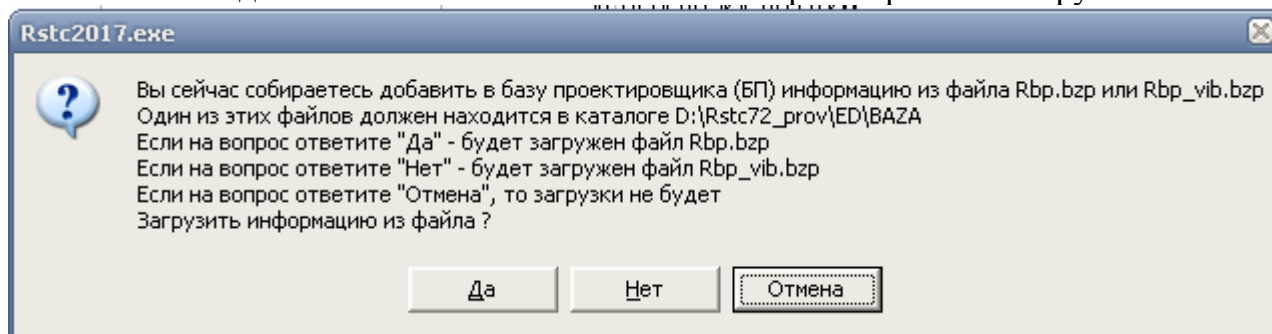 Rstc2017.exe
Вы сейчас собираетесь добавить в базу проектировщика (БП) информацию из файла Rbp.bzp или Rbp_vib.bzp
Один из этих файлов должен находится в каталоге D:\Rstc72_prov\ED\BAZA
Если на вопрос ответите "Да" - будет загружен файл Rbp.bzp
Если на вопрос ответите "Нет" - будет загружен файл Rbp_vib.bzp
Если на вопрос ответите "Отмена", то загрузки не будет
Загрузить информацию из файла ?
Да Нет Отмена